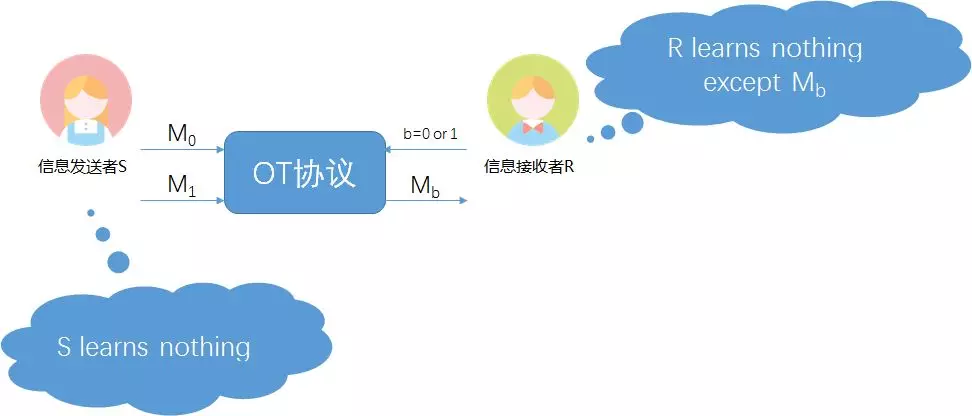 R learns nothing
except Mb
M0
b=0 or 1
信息发送者S
OT协议
信息接收者R
M1
Mb
S learns nothing